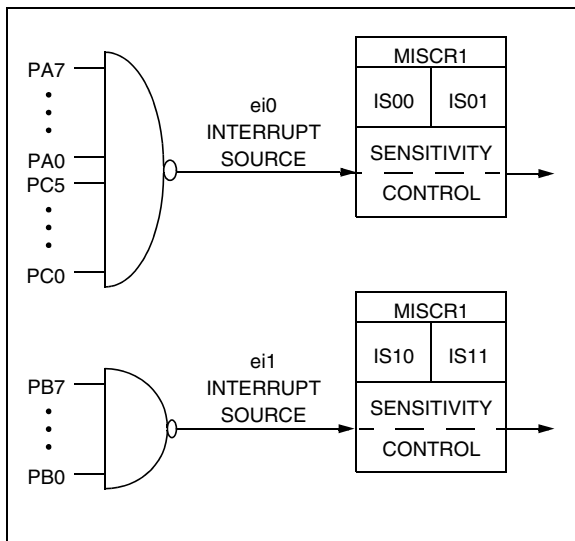 PA7
PA0
PC5
PC0
ei0
INTERRUPT
SOURCE
MISCR1
IS00 IS01
SENSITIVITY
CONTROL
PB7
PB0
ei1
INTERRUPT
SOURCE
MISCR1
IS10 IS11
SENSITIVITY
CONTROL